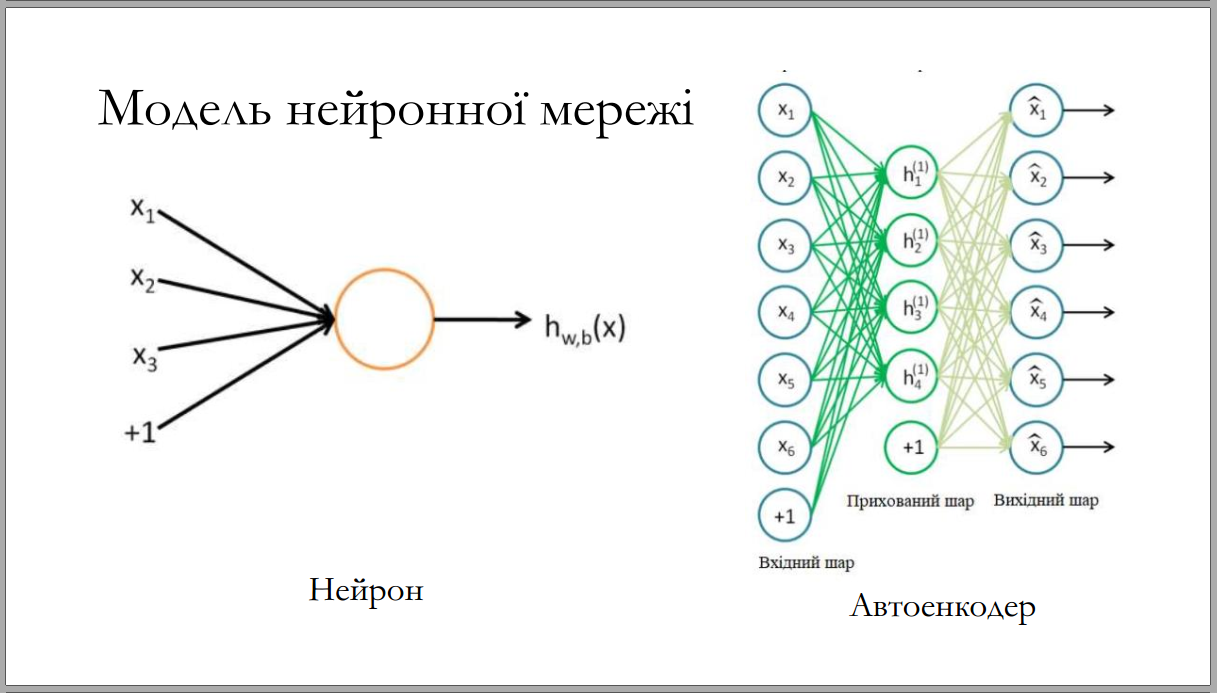 Модель нейронної мережі
x₁
x₂
x₃
+1
h_w,b(x)
Нейрон
x₁
x₂
x₃
x₄
x₅
x₆
+1
Вхідний шар
h₁⁽¹⁾
h₂⁽¹⁾
h₃⁽¹⁾
h₄⁽¹⁾
+1
Прихований шар
x̂₁
x̂₂
x̂₃
x̂₄
x̂₅
x̂₆
Вихідний шар
Автоенкодер